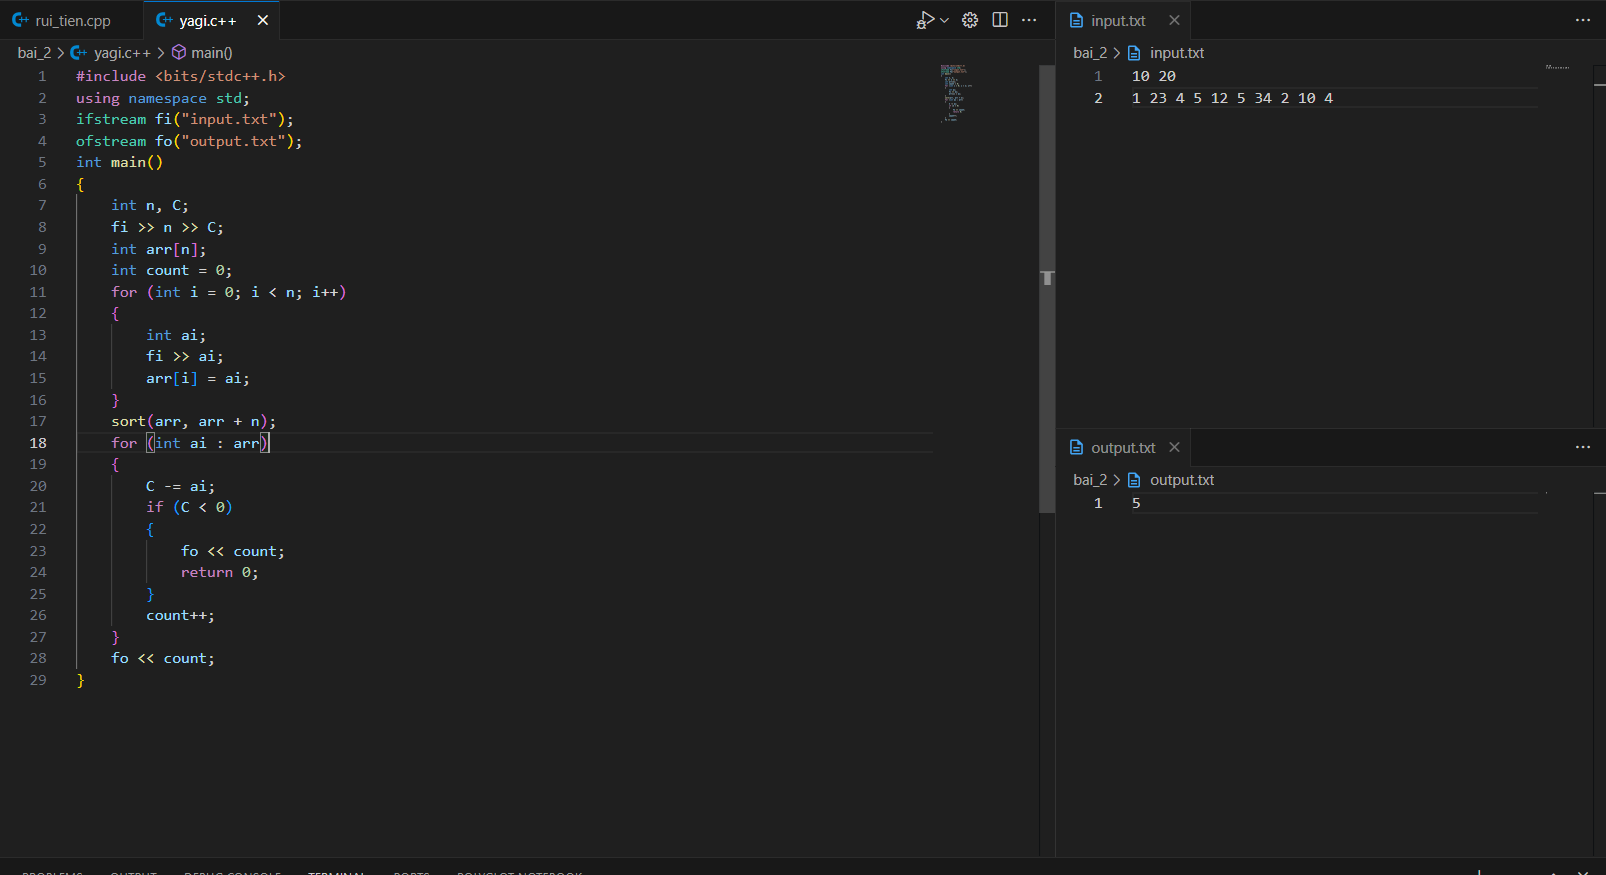 rui_tien.cpp
yagi.c++
bai_2 > yagi.c++ > main()
1 #include <bits/stdc++.h>
2 using namespace std;
3 ifstream fi("input.txt");
4 ofstream fo("output.txt");
5 int main()
6 {
7     int n, C;
8     fi >> n >> C;
9     int arr[n];
10     int count = 0;
11     for (int i = 0; i < n; i++)
12     {
13         int ai;
14         fi >> ai;
15         arr[i] = ai;
16     }
17     sort(arr, arr + n);
18     for (int ai : arr)
19     {
20         C -= ai;
21         if (C < 0)
22         {
23             fo << count;
24             return 0;
25         }
26         count++;
27     }
28     fo << count;
29 }
input.txt
bai_2 > input.txt
1 10 20
2 1 23 4 5 12 5 34 2 10 4
output.txt
bai_2 > output.txt
1 5
PROBLEMS OUTPUT DEBUG CONSOLE TERMINAL PORTS POLYGLOT NOTEBOOK